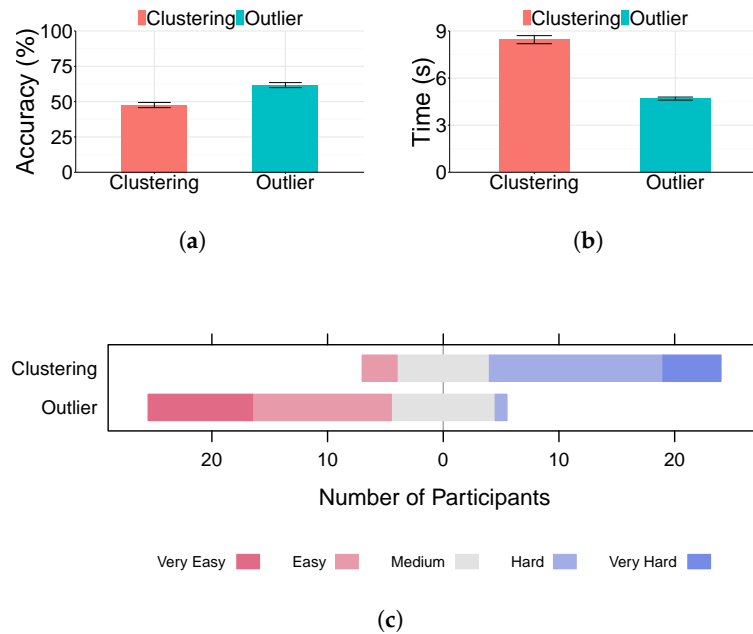 Clustering Outlier
Accuracy (%)
100
75
50
25
0
Clustering Outlier
(a)
Clustering Outlier
Time (s)
9
6
3
0
Clustering Outlier
(b)
Clustering
Outlier
20 10 0 10 20
Number of Participants
Very Easy Easy Medium Hard Very Hard
(c)